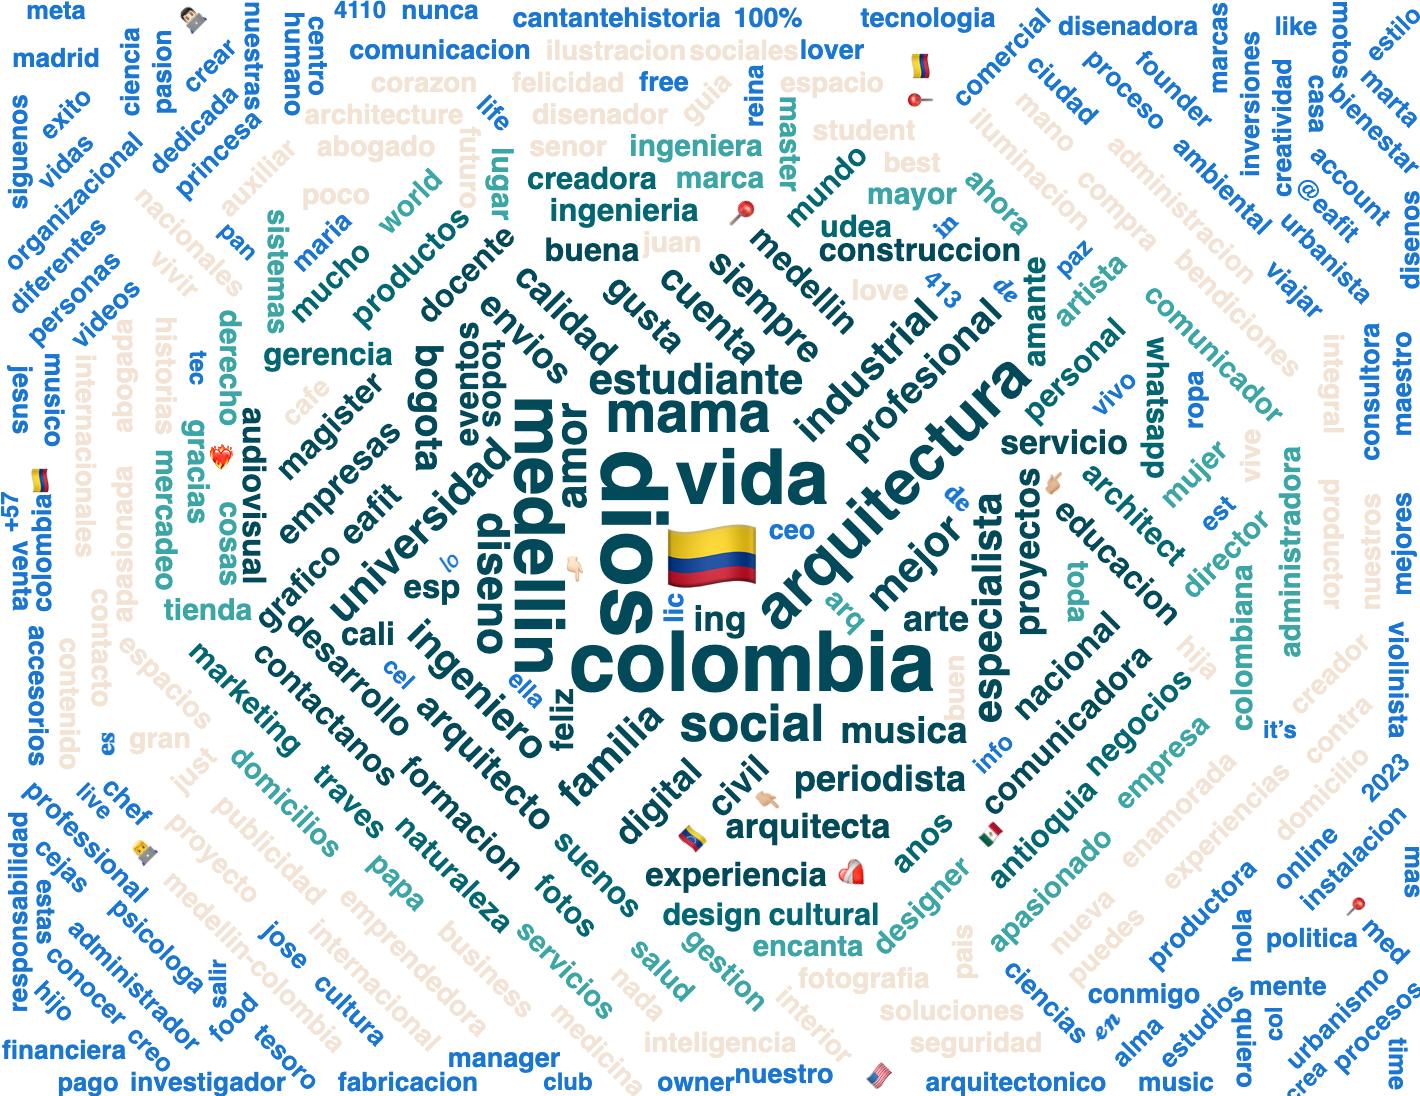 meta
4110
nunca
cantantehistoria
100%
tecnologia
disenadora
like
motos
estilo
madrid
ciencia
pasion
crear
nuestras
humano
centro
comunicacion
ilustracion
sociales
lover
comercial
ciudad
proceso
founder
marcas
inversiones
creatividad
casa
bienestar
marta
siguenos
exito
vidas
dedicada
princesa
corazon
felicidad
free
guia
reina
espacio
architecture
disenador
life
abogado
futuro
senor
ingeniera
master
student
iluminacion
mano
administracion
ambiental
@eafit
account
organizacional
auxiliar
poco
world
lugar
creadora
marca
best
mundo
mayor
ahora
compra
urbanista
disenos
diferentes
personas
videos
nacionales
vivir
pan
maria
sistemas
mucho
productos
docente
ingenieria
buena
juan
medellin
udea
construccion
in
paz
bendiciones
viajar
calidad
gusta
cuenta
siempre
love
413
de
amante
artista
comunicador
jesus
musico
internacionales
abogada
historias
tec
derecho
gerencia
cafe
magister
bogota
eventos
todos
envios
estudiante
mama
industrial
profesional
personal
vivo
whatsapp
ropa
integral
consultora
maestro
gracias
audiovisual
empresas
medellin
amor
dios
vida
arquitectura
servicio
architect
mujer
vive
+57
venta
colombia
apasionada
mercadeo
cosas
eafit
universidad
diseno
ceo
de
mejor
especialista
proyectos
educacion
est
director
administradora
productor
nuestros
mejores
tienda
grafico
esp
lo
lic
ing
arq
arte
toda
colombiana
accesorios
contenido
contacto
espacios
desarrollo
cali
ingeniero
colombia
buen
nacional
hija
creador
violinista
marketing
contactanos
cel
ella
feliz
familia
social
musica
info
comunicadora
negocios
empresa
it's
contra
es
gran
just
domicilios
traves
arquitecto
formacion
digital
civil
periodista
arquitecta
antioquia
enamorada
experiencias
domicilio
2023
professional
live
chef
publicidad
proyecto
papa
naturaleza
suenos
fotos
experiencia
anos
apasionado
designer
online
instalacion
mas
responsabilidad
cejas
estas
psicologa
medellin-colombia
emprendedora
internacional
business
servicios
salud
gestion
design
cultural
encanta
nueva
puedes
productora
hola
politica
med
conocer
administrador
hijo
salir
food
jose
cultura
medicina
nada
interior
fotografia
pais
soluciones
ciencias
conmigo
mente
urbanismo
procesos
financiera
creo
tesoro
manager
inteligencia
seguridad
en
alma
estudios
quiero
col
time
pago
investigador
fabricacion
club
owner
nuestro
arquitectonico
music
crea